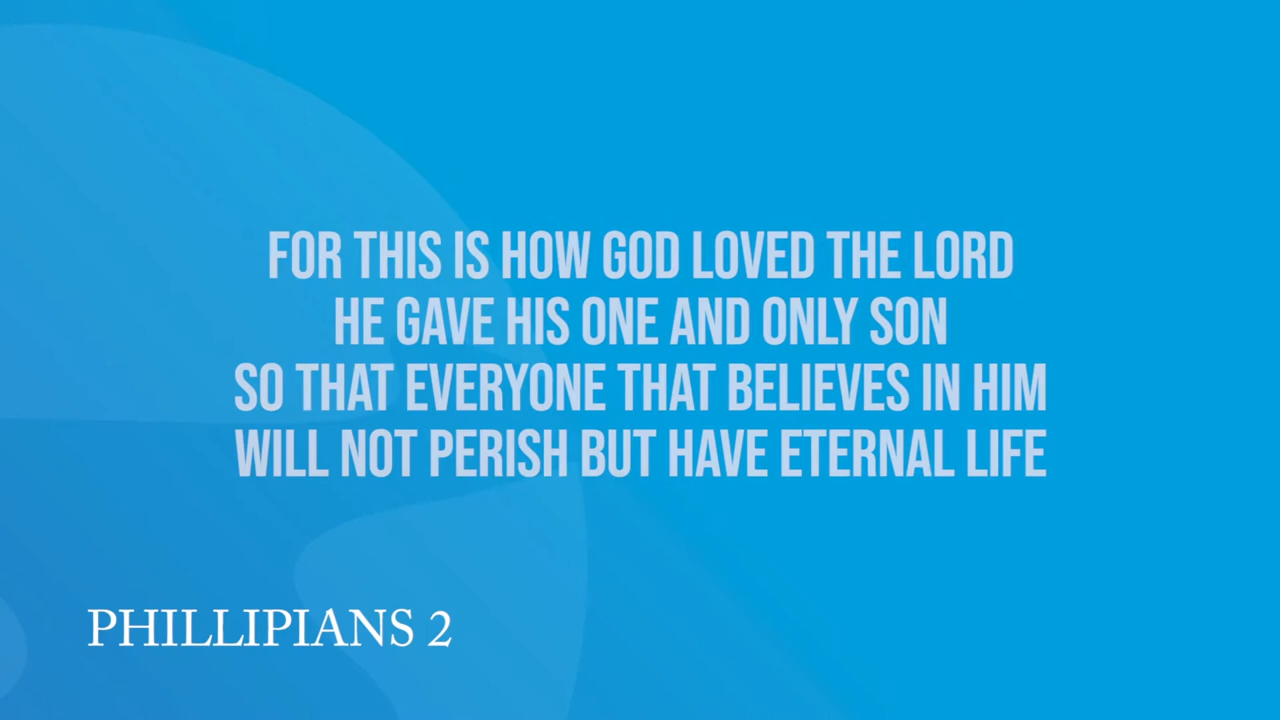 FOR THIS IS HOW GOD LOVED THE LORD
HE GAVE HIS ONE AND ONLY SON
SO THAT EVERYONE THAT BELIEVES IN HIM
WILL NOT PERISH BUT HAVE ETERNAL LIFE
PHILLIPIANS 2